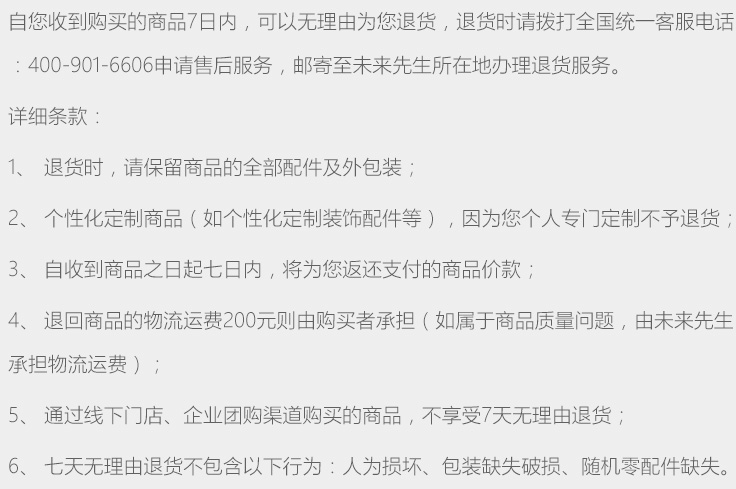 自您收到购买的商品7日内，可以无理由为您退货，退货时请拨打全国统一客服电话
：400-901-6606申请售后服务，邮寄至未来先生所在地办理退货服务。
详细条款：
1、 退货时，请保留商品的全部配件及外包装；
2、 个性化定制商品（如个性化定制装饰配件等），因为您个人专门定制不予退货；
3、 自收到商品之日起七日内，将为您返还支付的商品价款；
4、 退回商品的物流运费200元则由购买者承担（如属于商品质量问题，由未来先生
承担物流运费）；
5、 通过线下门店、企业团购渠道购买的商品，不享受7天无理由退货；
6、 七天无理由退货不包含以下行为：人为损坏、包装缺失破损、随机零配件缺失。